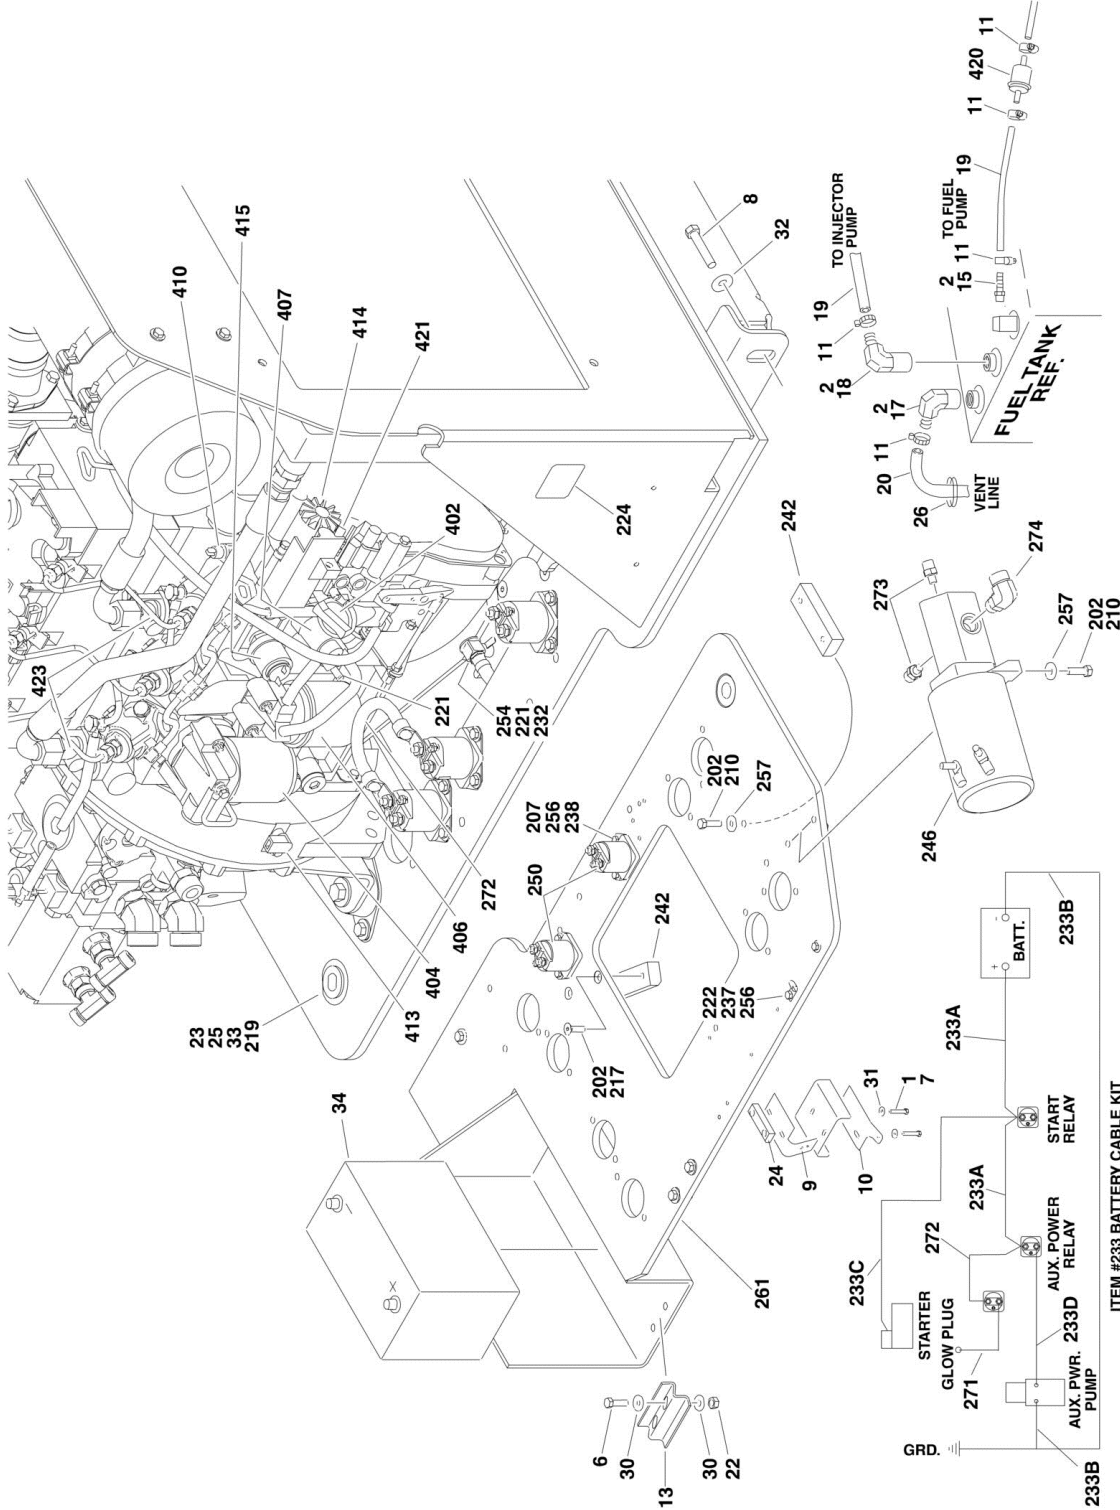 423
410
415
407
414
421
402
8
32
224
221
254
221
232
272
406
404
413
23
25
33
219
34
242
207
256
238
250
202
210
257
242
202
217
222
237
256
261
24
9
10
31
1
7
6
30
13
30
22
11
420
11
19
TO FUEL
PUMP
11
2
15
TO INJECTOR
PUMP
19
11
2
18
2
17
11
20
26
VENT
LINE
FUEL TANK
REF.
273
274
257
202
210
246
233B
BATT.
+
-
233A
233A
START
RELAY
272
AUX. POWER
RELAY
233C
STARTER
GLOW PLUG
271
233D
AUX. PWR.
PUMP
GRD.
233B
ITEM #233 BATTERY CABLE KIT
X